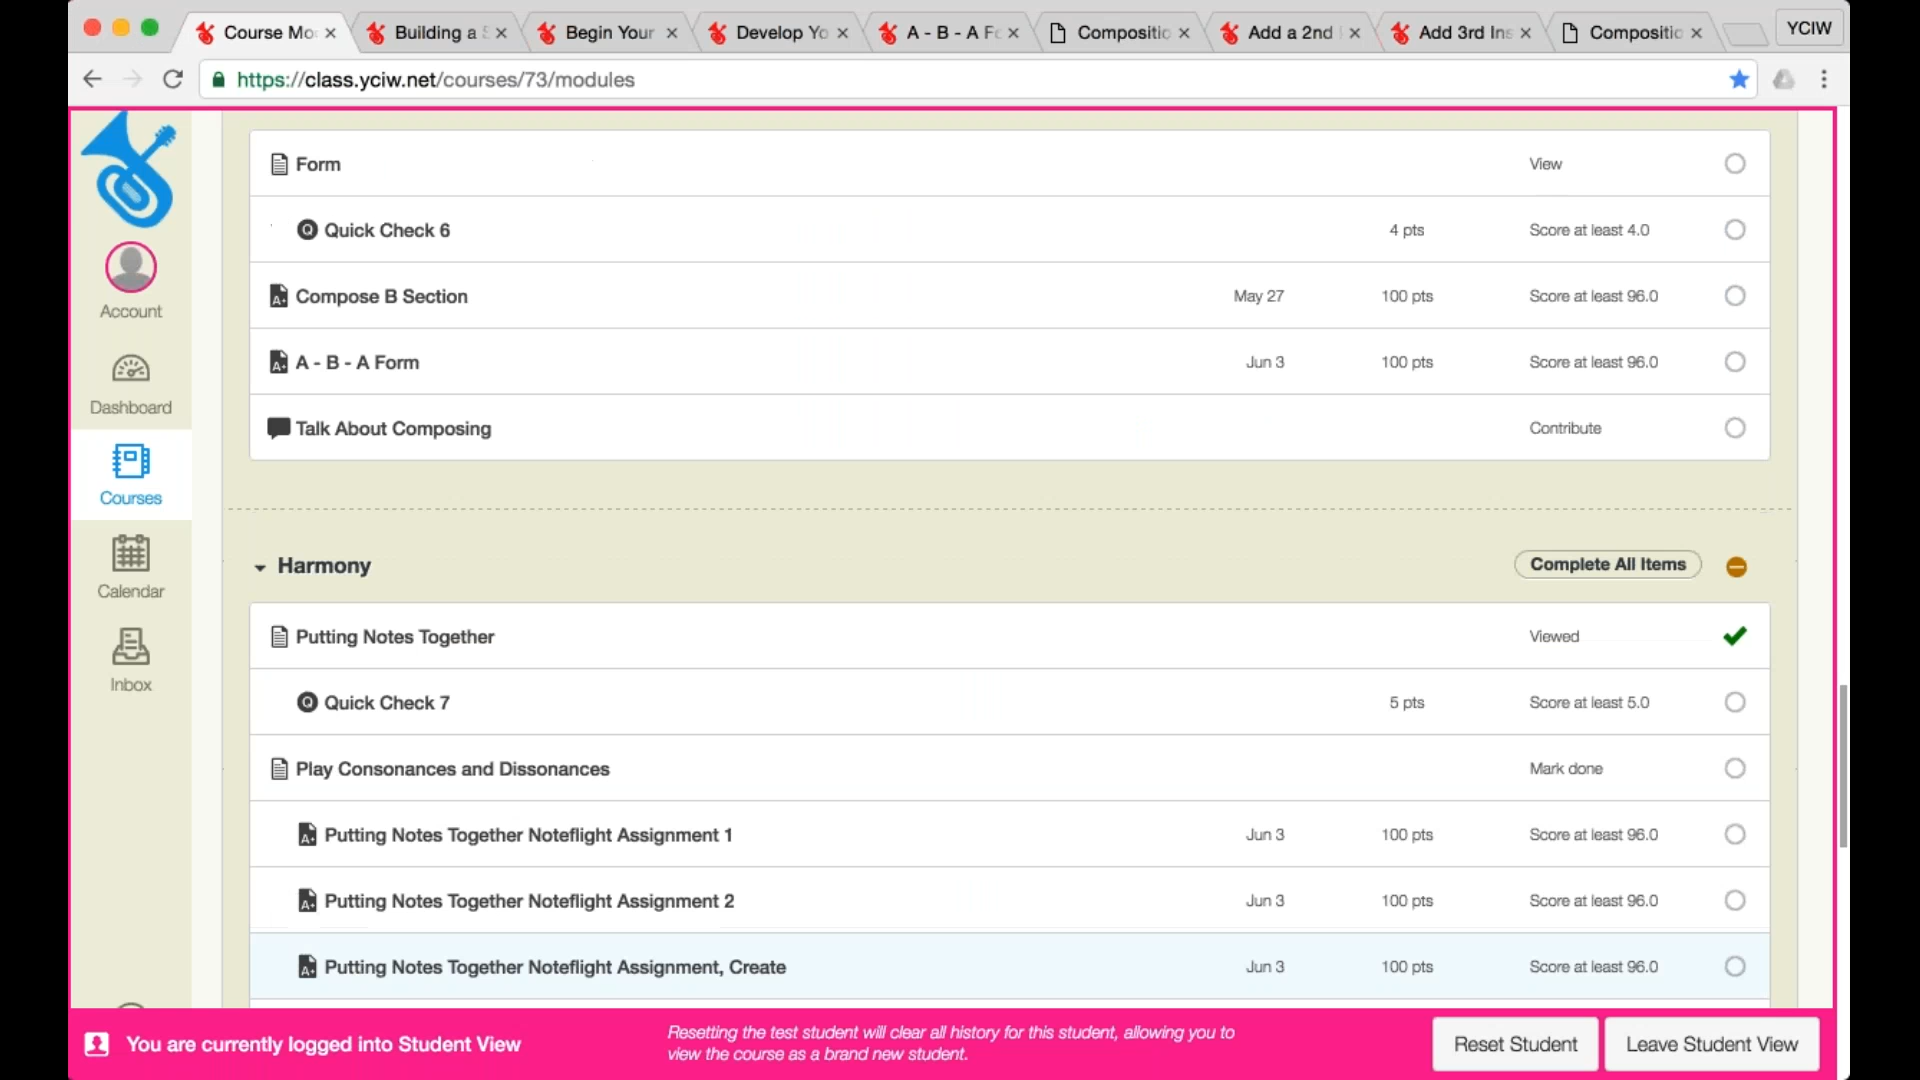 Course Mo
Building a S
Begin Your
Develop Yo
A - B - A Fo
Compositio
Add a 2nd
Add 3rd Ins
Compositio
YCIW
https://class.yciw.net/courses/73/modules
Account
Dashboard
Courses
Calendar
Inbox
Form View
Quick Check 6 4 pts Score at least 4.0
Compose B Section May 27 100 pts Score at least 96.0
A - B - A Form Jun 3 100 pts Score at least 96.0
Talk About Composing Contribute
Harmony Complete All Items
Putting Notes Together Viewed
Quick Check 7 5 pts Score at least 5.0
Play Consonances and Dissonances Mark done
Putting Notes Together Noteflight Assignment 1 Jun 3 100 pts Score at least 96.0
Putting Notes Together Noteflight Assignment 2 Jun 3 100 pts Score at least 96.0
Putting Notes Together Noteflight Assignment, Create Jun 3 100 pts Score at least 96.0
You are currently logged into Student View
Resetting the test student will clear all history for this student, allowing you to
view the course as a brand new student.
Reset Student
Leave Student View